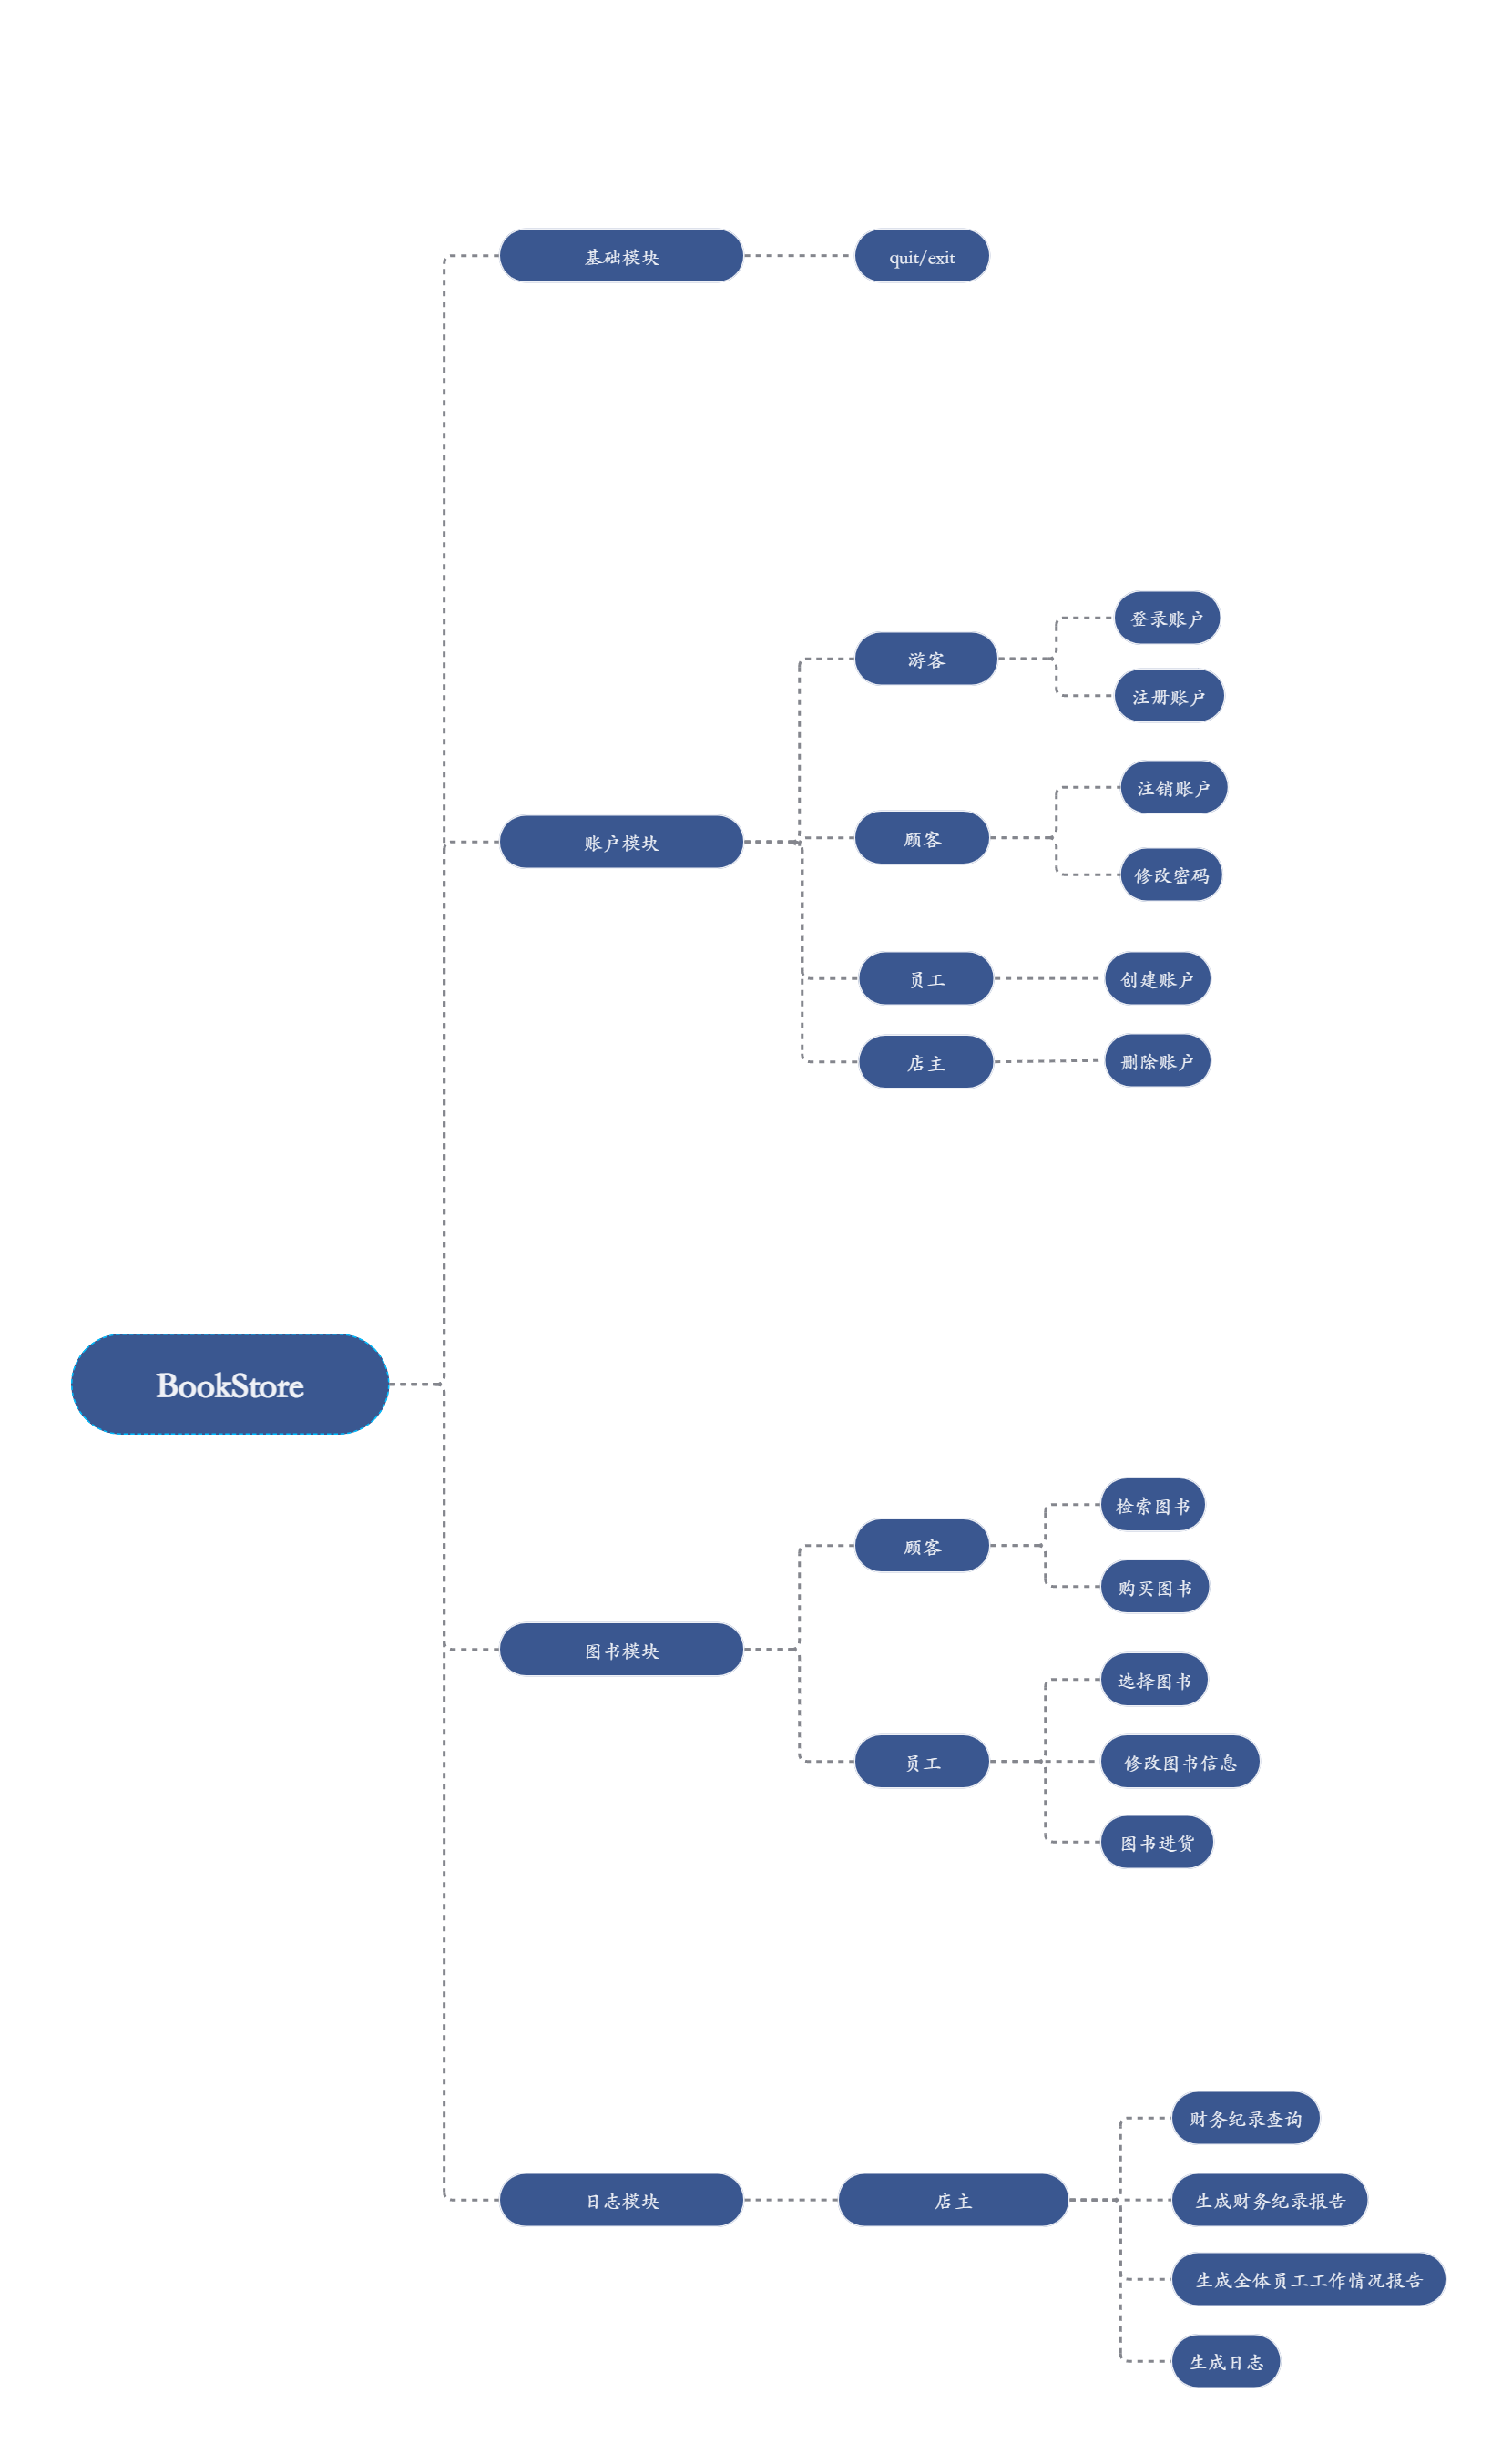 基础模块
quit/exit
登录账户
游客
注册账户
注销账户
账户模块
顾客
修改密码
员工
创建账户
店主
删除账户
BookStore
检索图书
顾客
购买图书
图书模块
选择图书
员工
修改图书信息
图书进货
财务纪录查询
日志模块
店主
生成财务纪录报告
生成全体员工工作情况报告
生成日志